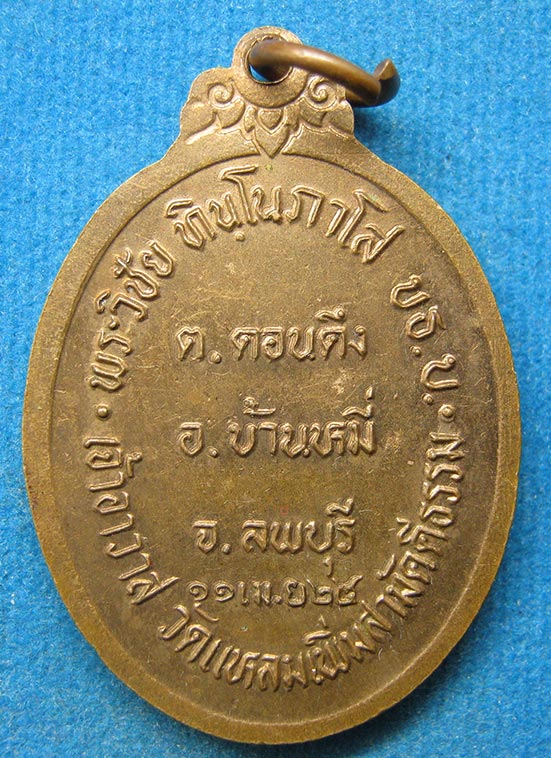 พระวิชัย ทินฺโนภาโส น.ธ.ป.
เจ้าอาวาส วัดแหลมเพิ่มสามัคคีธรรม
ต.ดอนดึง
อ.บ้านหมี่
จ.ลพบุรี
๑๑เม.ย๒๔